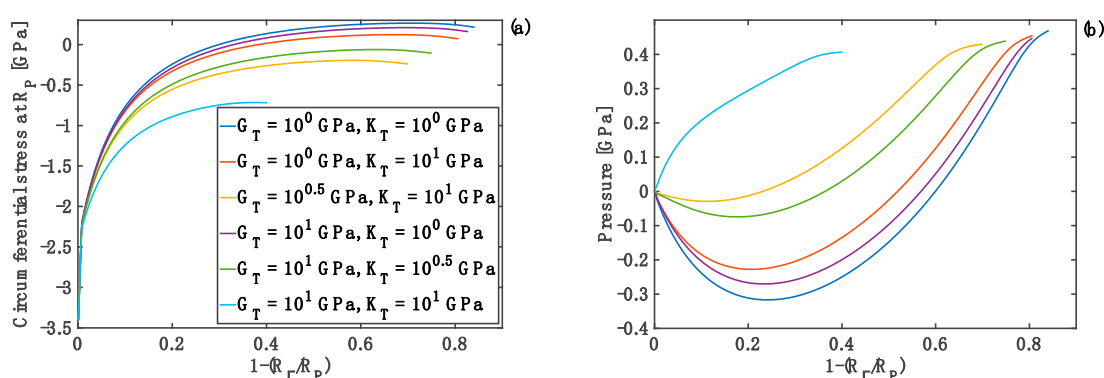 (a)
Circumferential stress at R_P [GPa]
0
-0.5
-1
-1.5
-2
-2.5
-3
-3.5
G_T = 10^0 GPa, K_T = 10^0 GPa
G_T = 10^0 GPa, K_T = 10^1 GPa
G_T = 10^0.5 GPa, K_T = 10^1 GPa
G_T = 10^1 GPa, K_T = 10^0 GPa
G_T = 10^1 GPa, K_T = 10^0.5 GPa
G_T = 10^1 GPa, K_T = 10^1 GPa
0 0.2 0.4 0.6 0.8
1-(R_Γ/R_P)
(b)
Pressure [GPa]
0.4
0.3
0.2
0.1
0
-0.1
-0.2
-0.3
-0.4
0 0.2 0.4 0.6 0.8
1-(R_Γ/R_P)